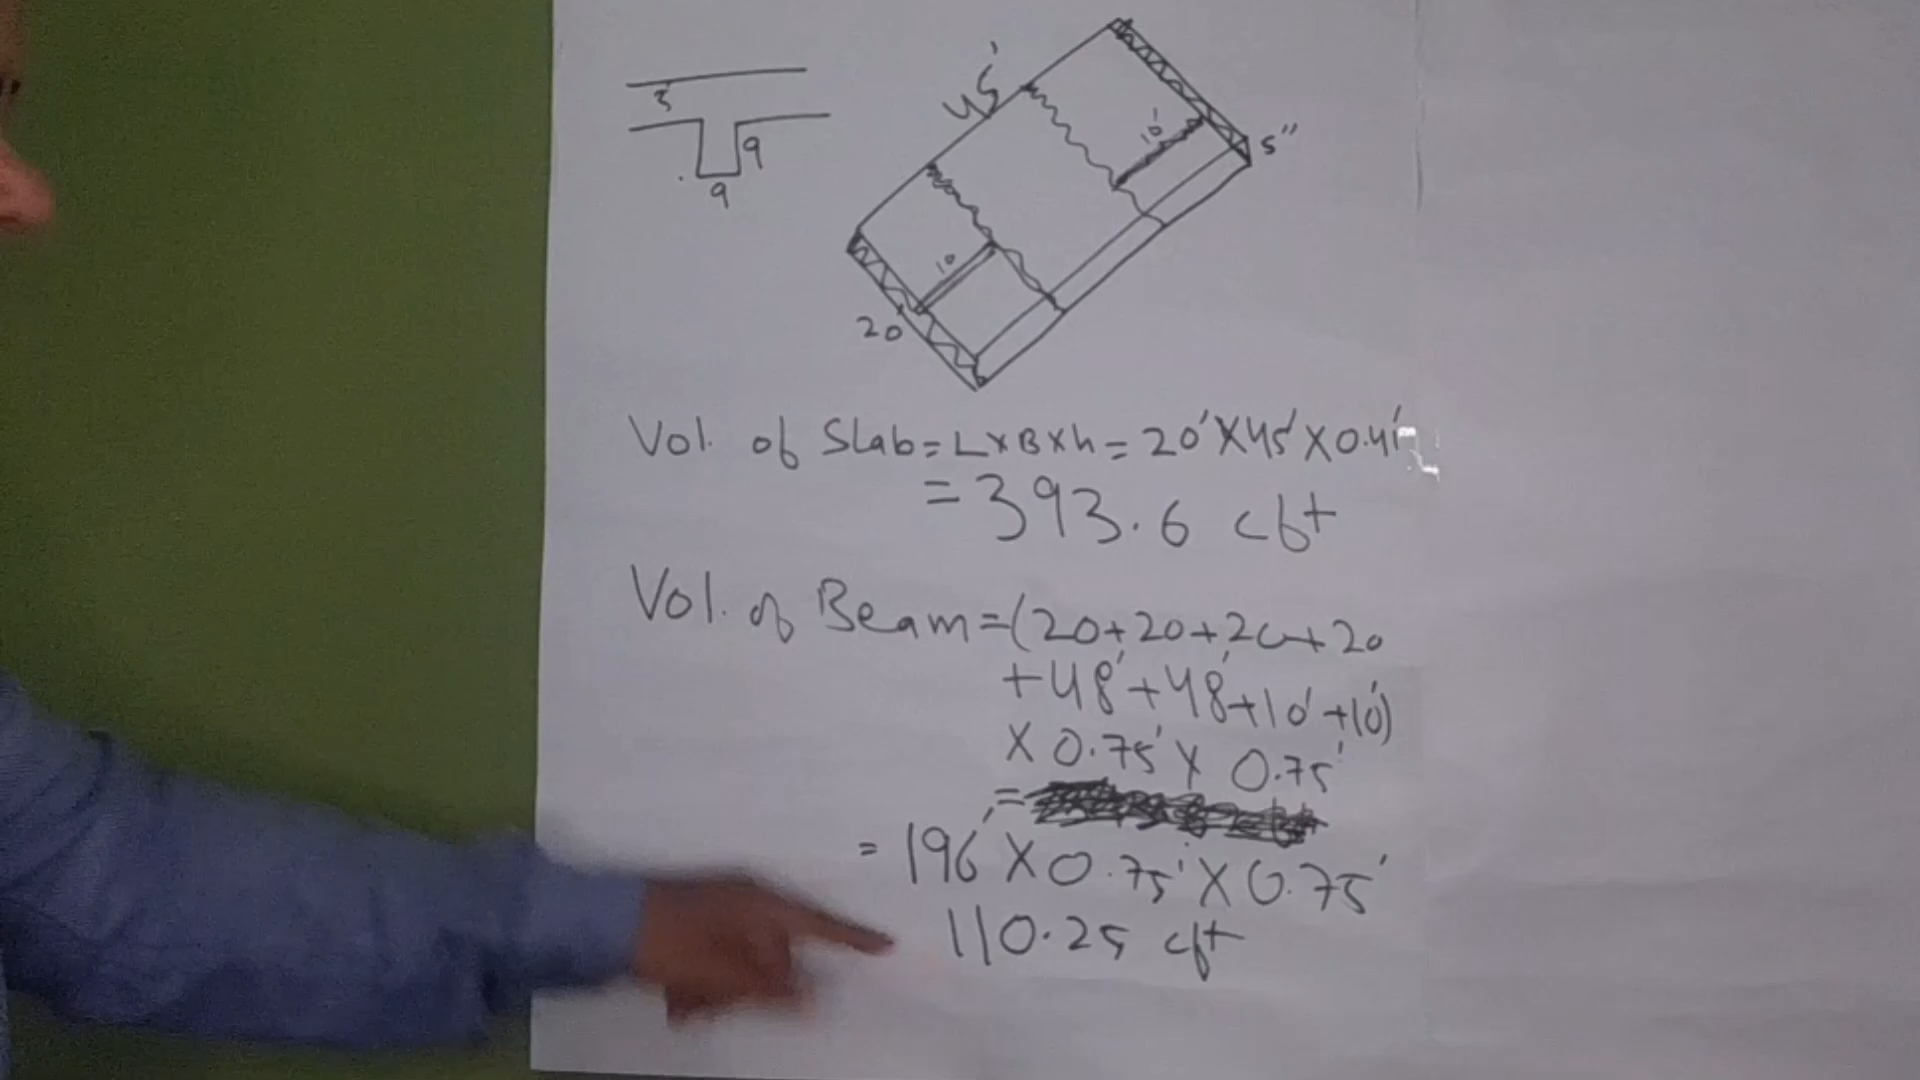 45'
5
9
9
10'
5"
10
20
Vol. of Slab = L×B×h = 20'×45'×0.41'
= 393.6 cft
Vol. of Beam = (20+20+20+20
+48'+48'+10'+10')
× 0.75' × 0.75'
=
= 196' × 0.75' × 0.75'
110.25 cft